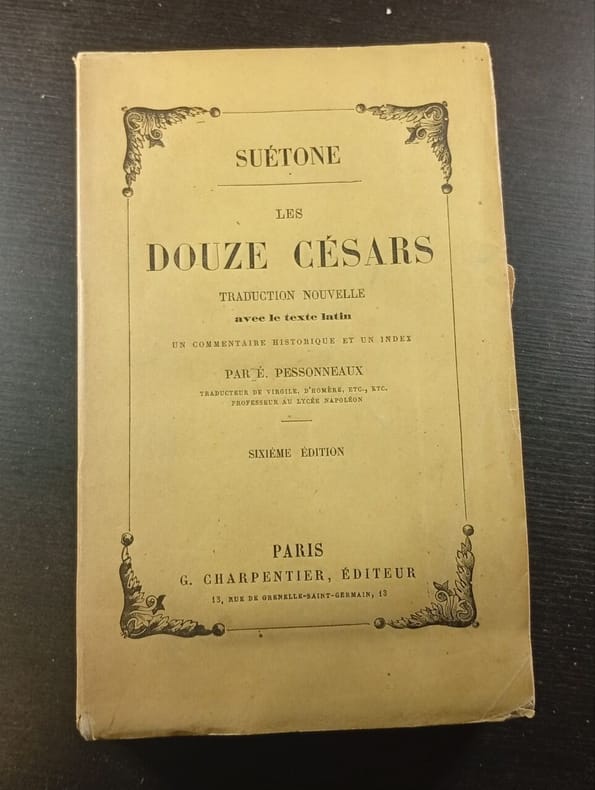 SUÉTONE
LES
DOUZE CÉSARS
TRADUCTION NOUVELLE
avec le texte latin
UN COMMENTAIRE HISTORIQUE ET UN INDEX
PAR É. PESSONNEAUX
TRADUCTEUR DE VIRGILE, D'HOMÈRE, ETC., ETC.
PROFESSEUR AU LYCÉE NAPOLÉON
SIXIÈME ÉDITION
PARIS
G. CHARPENTIER, ÉDITEUR
13, RUE DE GRENELLE-SAINT-GERMAIN, 13